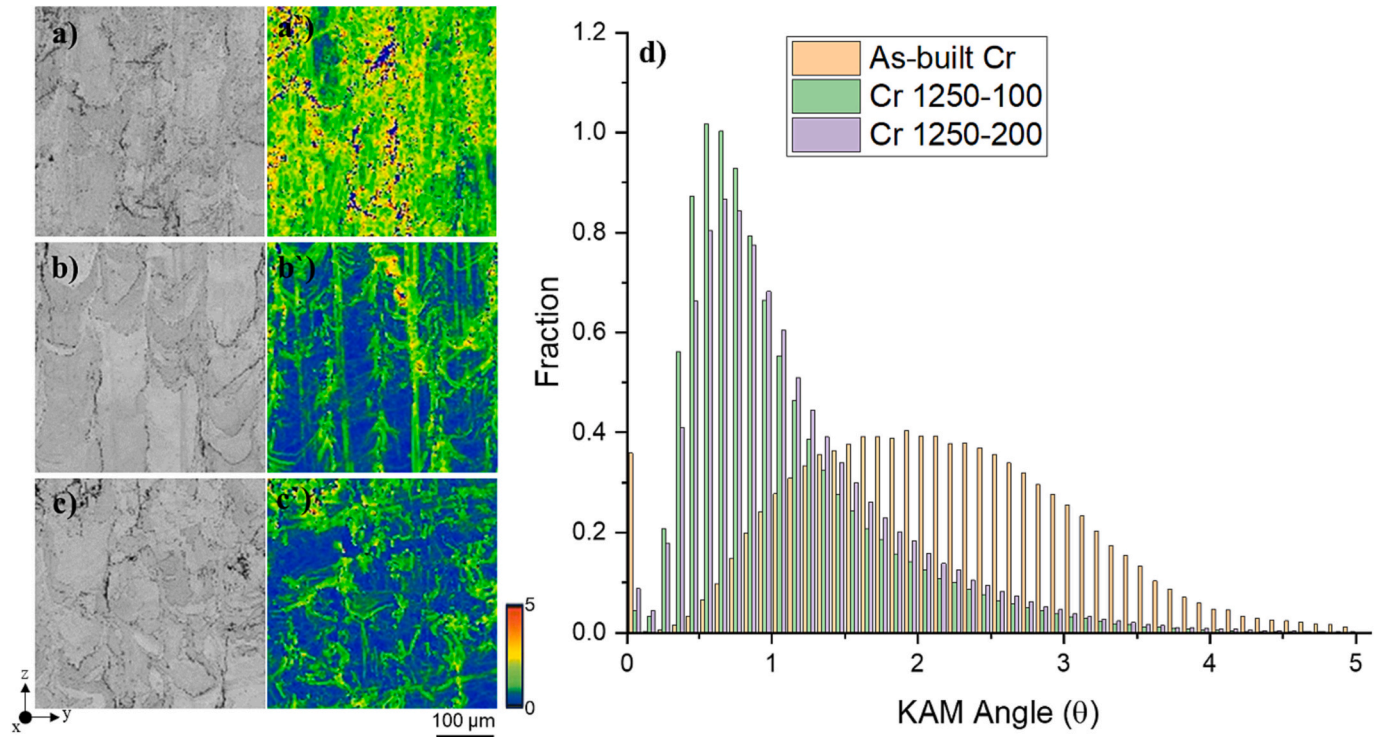 a)
a`)
b)
b`)
c)
c`)
5
0
z
x
y
100 µm
d)
As-built Cr
Cr 1250-100
Cr 1250-200
1.2
1.0
0.8
0.6
0.4
0.2
0.0
Fraction
0 1 2 3 4 5
KAM Angle (θ)